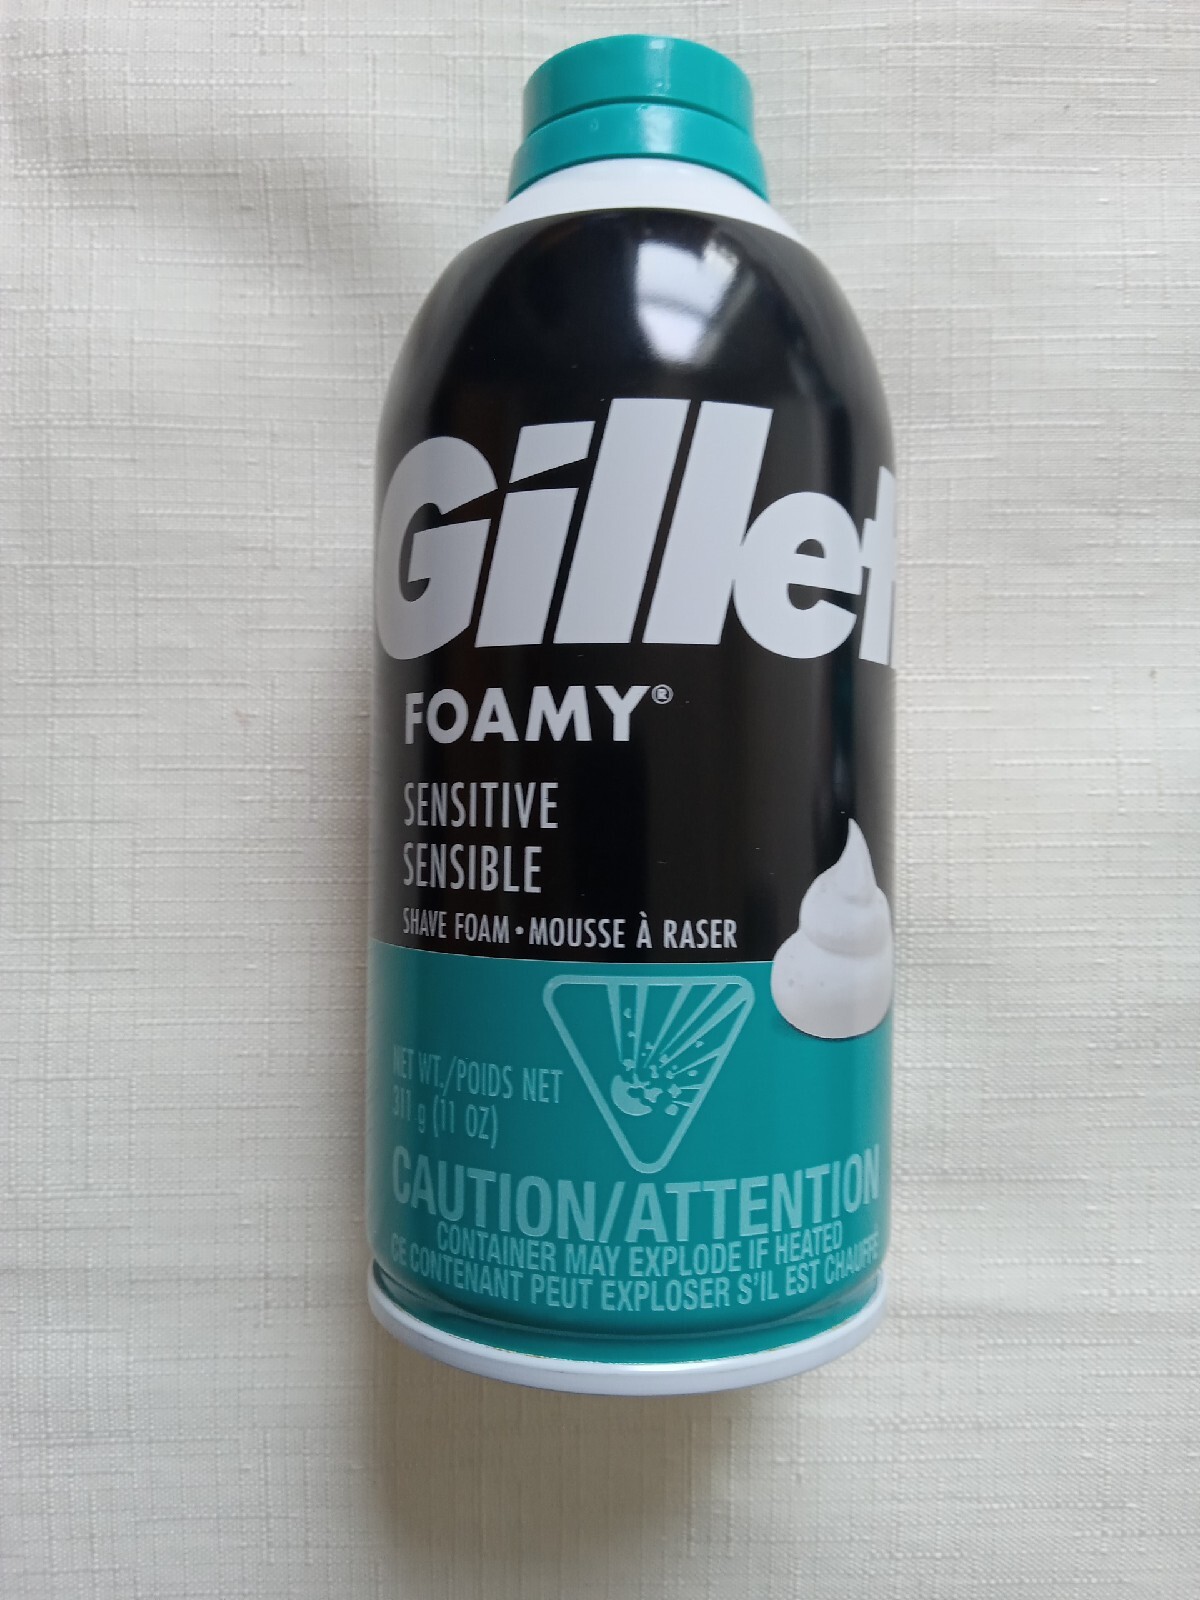 Gillet
FOAMY®
SENSITIVE
SENSIBLE
SHAVE FOAM • MOUSSE À RASER
NET WT./POIDS NET
311 g (11 OZ)
CAUTION/ATTENTION
CONTAINER MAY EXPLODE IF HEATED
CE CONTENANT PEUT EXPLOSER S'IL EST CHAUFFÉ